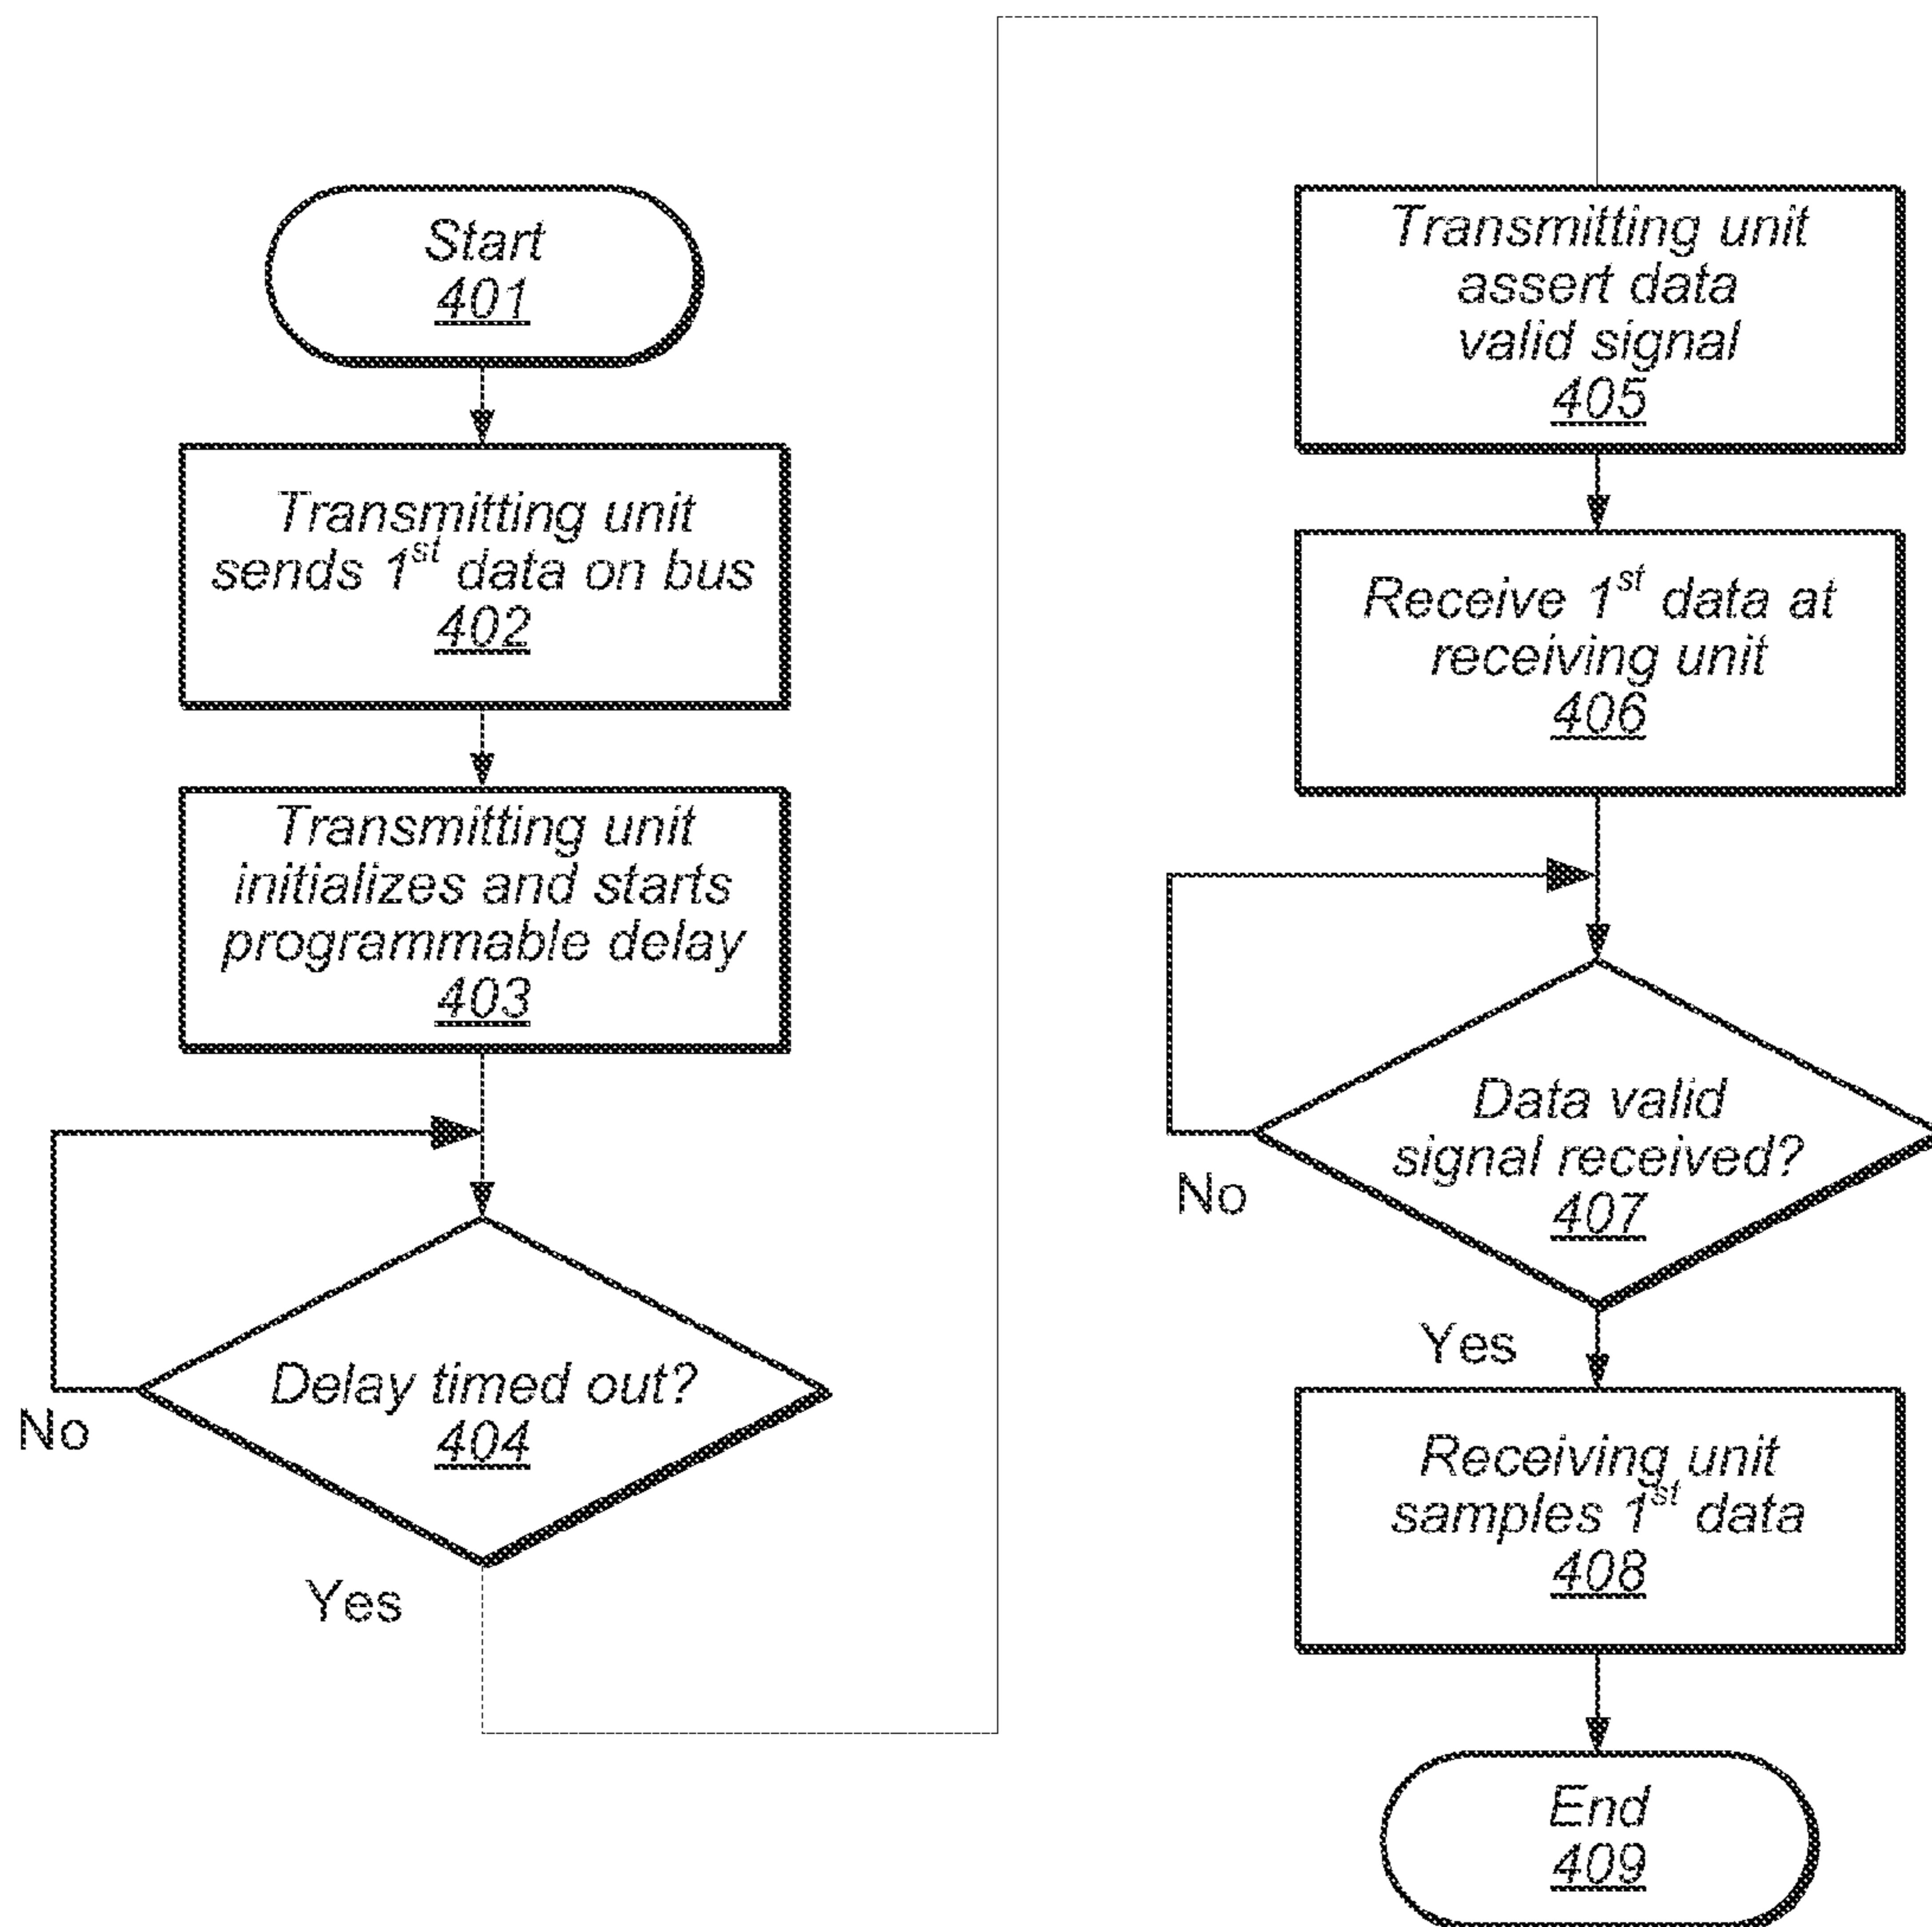 Start
401
Transmitting unit
sends 1st data on bus
402
Transmitting unit
initializes and starts
programmable delay
403
Delay timed out?
404
No
Yes
Transmitting unit
assert data
valid signal
405
Receive 1st data at
receiving unit
406
Data valid
signal received?
407
No
Yes
Receiving unit
samples 1st data
408
End
409